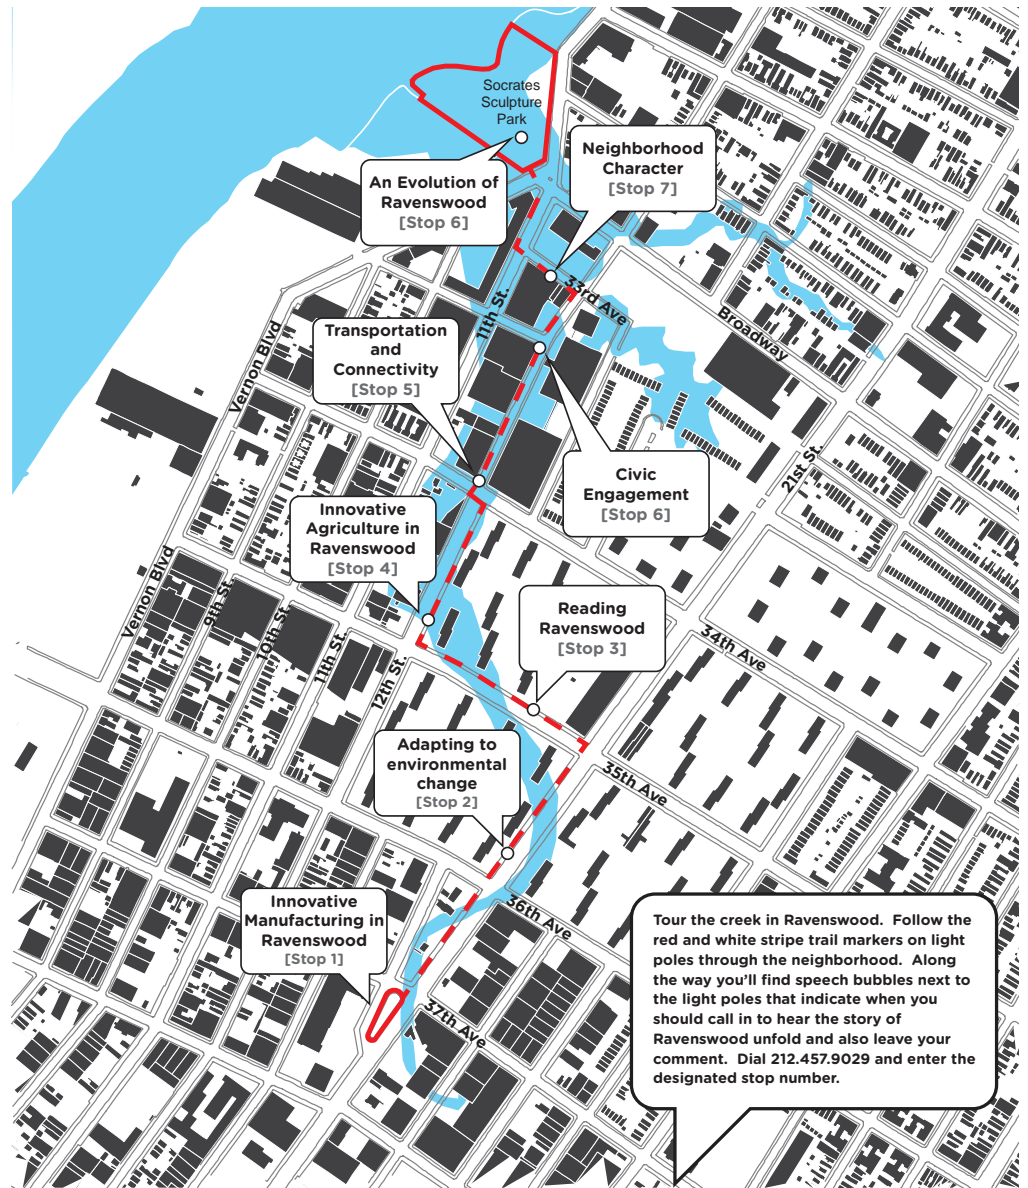 Socrates
Sculpture
Park
Neighborhood
Character
[Stop 7]
An Evolution of
Ravenswood
[Stop 6]
33rd Ave
11th St.
Broadway
Vernon Blvd
Transportation
and
Connectivity
[Stop 5]
Civic
Engagement
[Stop 6]
21st St.
Innovative
Agriculture in
Ravenswood
[Stop 4]
Vernon Blvd
9th St.
10th St.
11th St.
12th St.
Reading
Ravenswood
[Stop 3]
34th Ave
Adapting to
environmental
change
[Stop 2]
35th Ave
Innovative
Manufacturing in
Ravenswood
[Stop 1]
36th Ave
37th Ave
Tour the creek in Ravenswood.  Follow the
red and white stripe trail markers on light
poles through the neighborhood.  Along
the way you'll find speech bubbles next to
the light poles that indicate when you
should call in to hear the story of
Ravenswood unfold and also leave your
comment.  Dial 212.457.9029 and enter the
designated stop number.